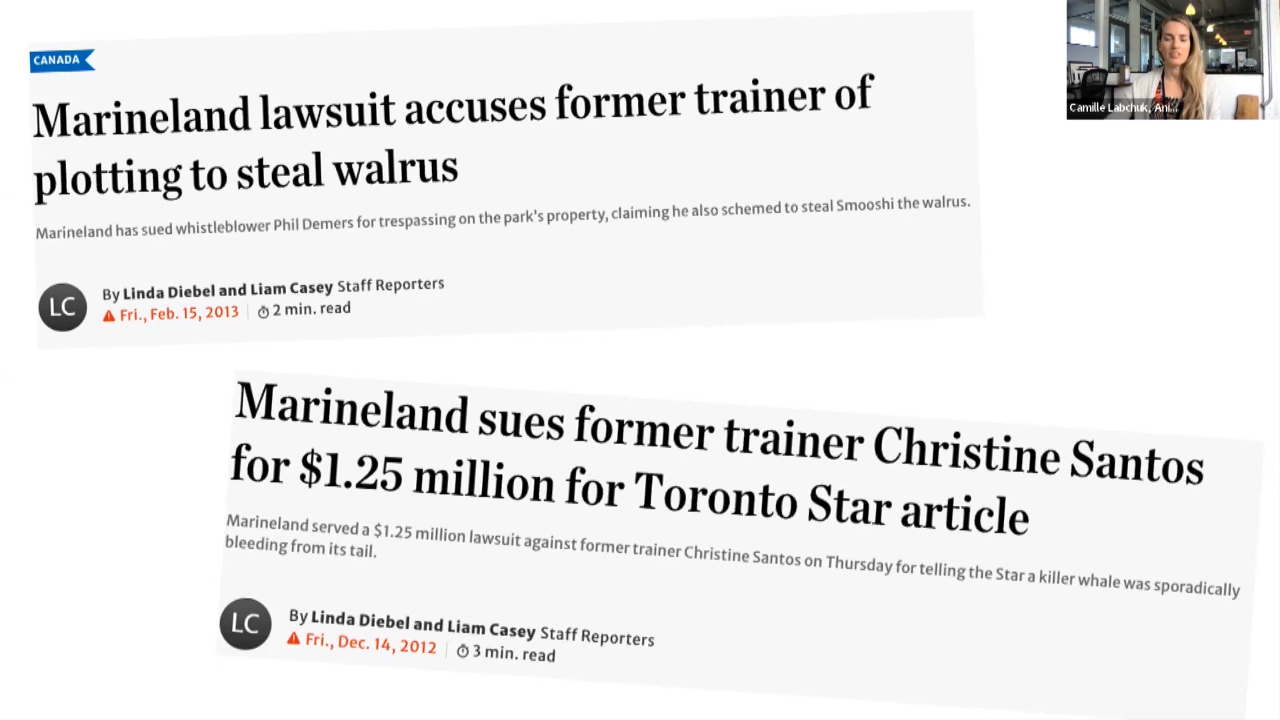 CANADA
Marineland lawsuit accuses former trainer of
plotting to steal walrus
Marineland has sued whistleblower Phil Demers for trespassing on the park's property, claiming he also schemed to steal Smooshi the walrus.
LC
By Linda Diebel and Liam Casey Staff Reporters
Fri., Feb. 15, 2013
2 min. read
Camille Labchuk, Ani...
Marineland sues former trainer Christine Santos
for $1.25 million for Toronto Star article
Marineland served a $1.25 million lawsuit against former trainer Christine Santos on Thursday for telling the Star a killer whale was sporadically
bleeding from its tail.
LC
By Linda Diebel and Liam Casey Staff Reporters
Fri., Dec. 14, 2012
3 min. read